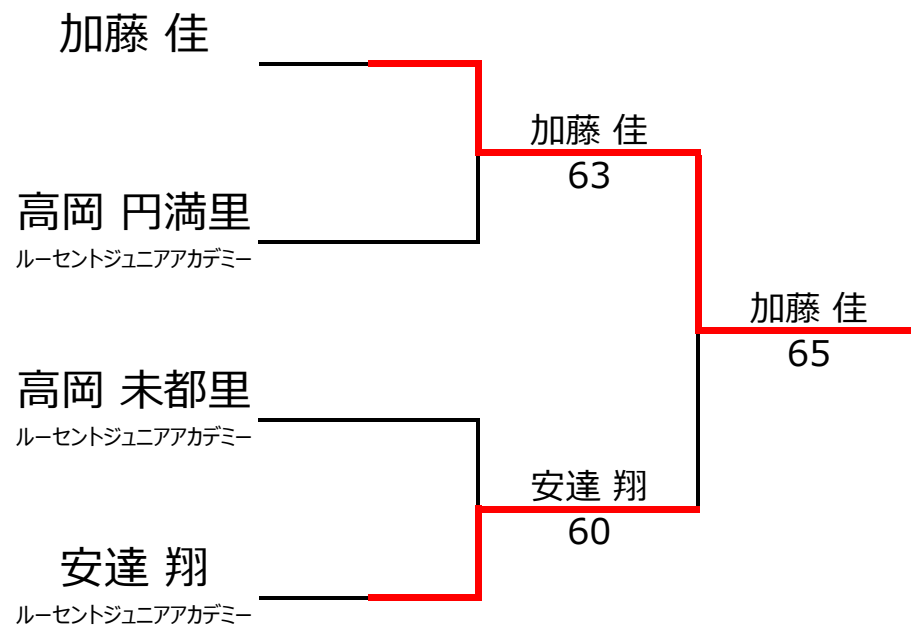 加藤 佳
加藤 佳
63
高岡 円満里
ルーセントジュニアアカデミー
加藤 佳
65
高岡 未都里
ルーセントジュニアアカデミー
安達 翔
60
安達 翔
ルーセントジュニアアカデミー